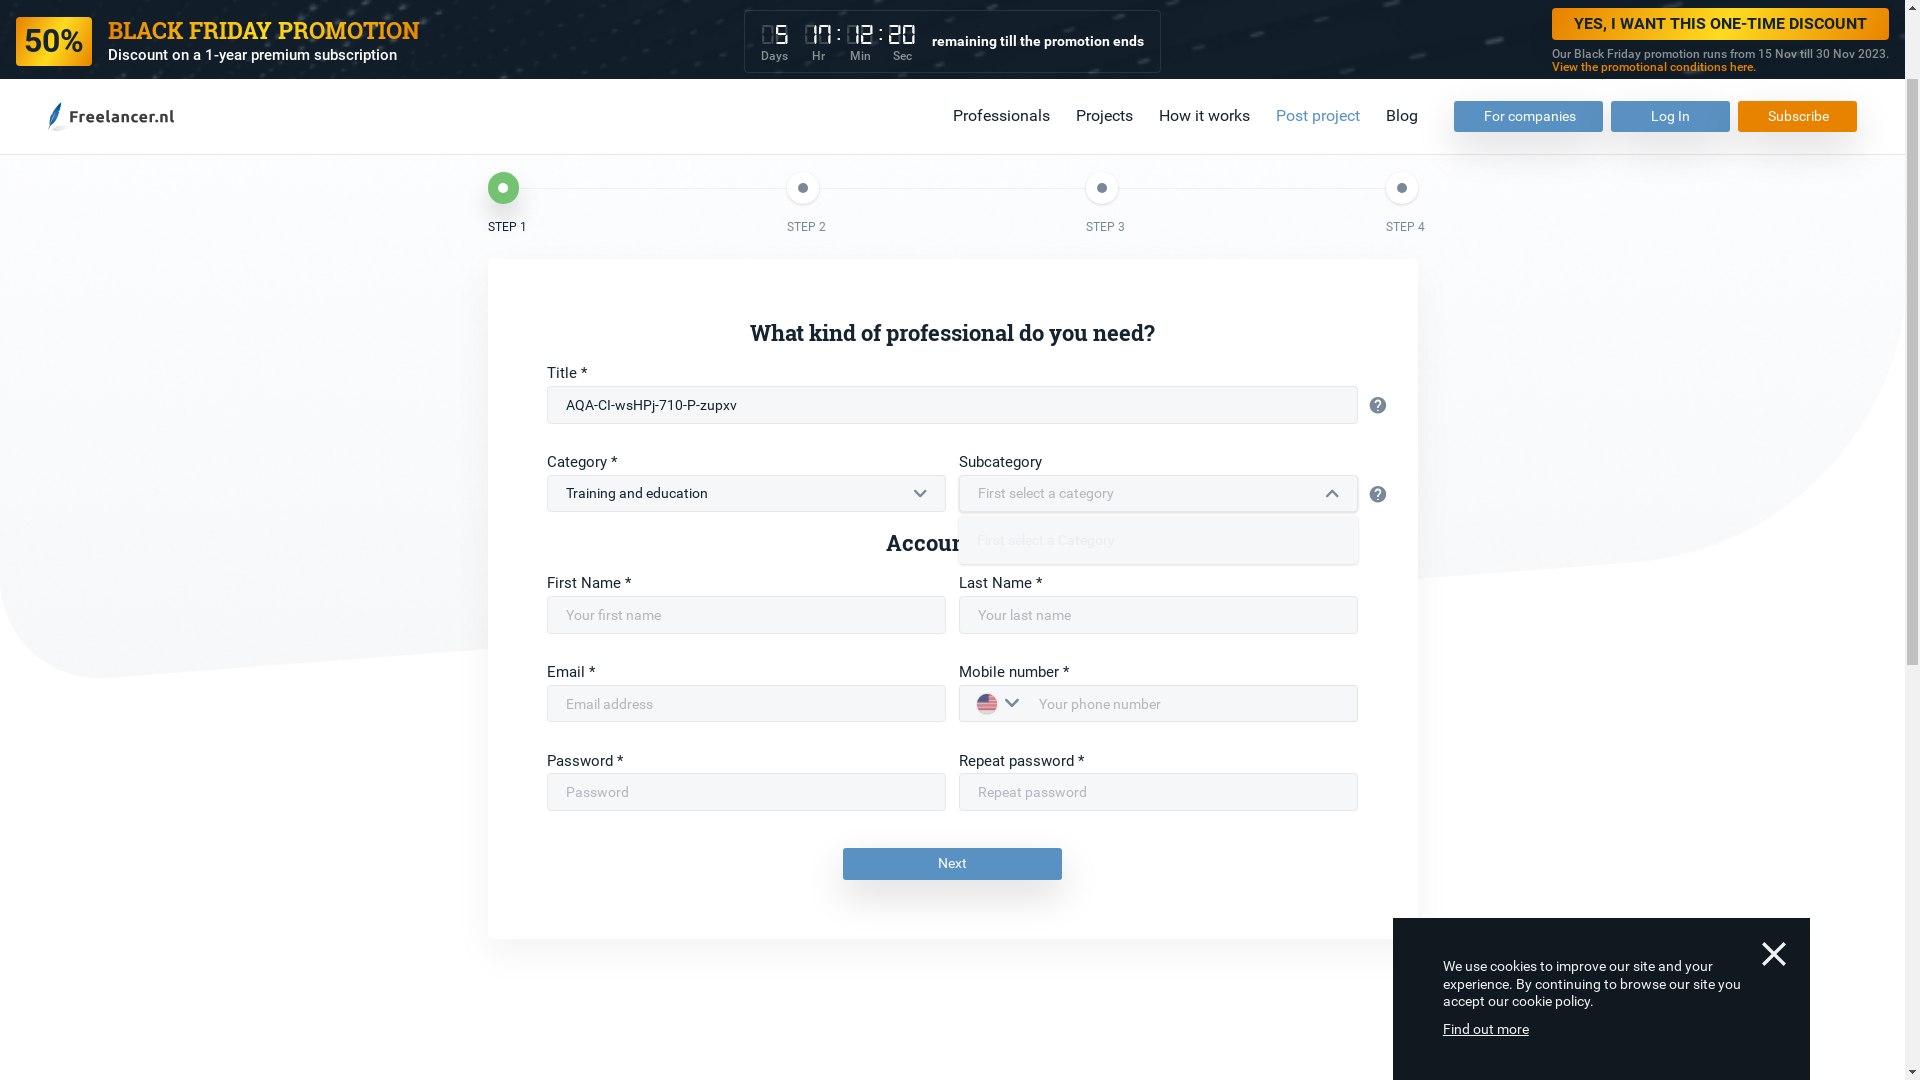 50%
BLACK FRIDAY PROMOTION
Discount on a 1-year premium subscription
5 17 : 12 : 20
Days Hr Min Sec
remaining till the promotion ends
YES, I WANT THIS ONE-TIME DISCOUNT
Our Black Friday promotion runs from 15 Nov till 30 Nov 2023.
View the promotional conditions here.
Freelancer.nl
Professionals Projects How it works Post project Blog For companies Log In Subscribe
STEP 1 STEP 2 STEP 3 STEP 4
What kind of professional do you need?
Title *
AQA-CI-wsHPj-710-P-zupxv
Category * Subcategory
Training and education First select a category
First select a Category
Accoun
First Name * Last Name *
Your first name Your last name
Email * Mobile number *
Email address Your phone number
Password * Repeat password *
Password Repeat password
Next
We use cookies to improve our site and your
experience. By continuing to browse our site you
accept our cookie policy.
Find out more